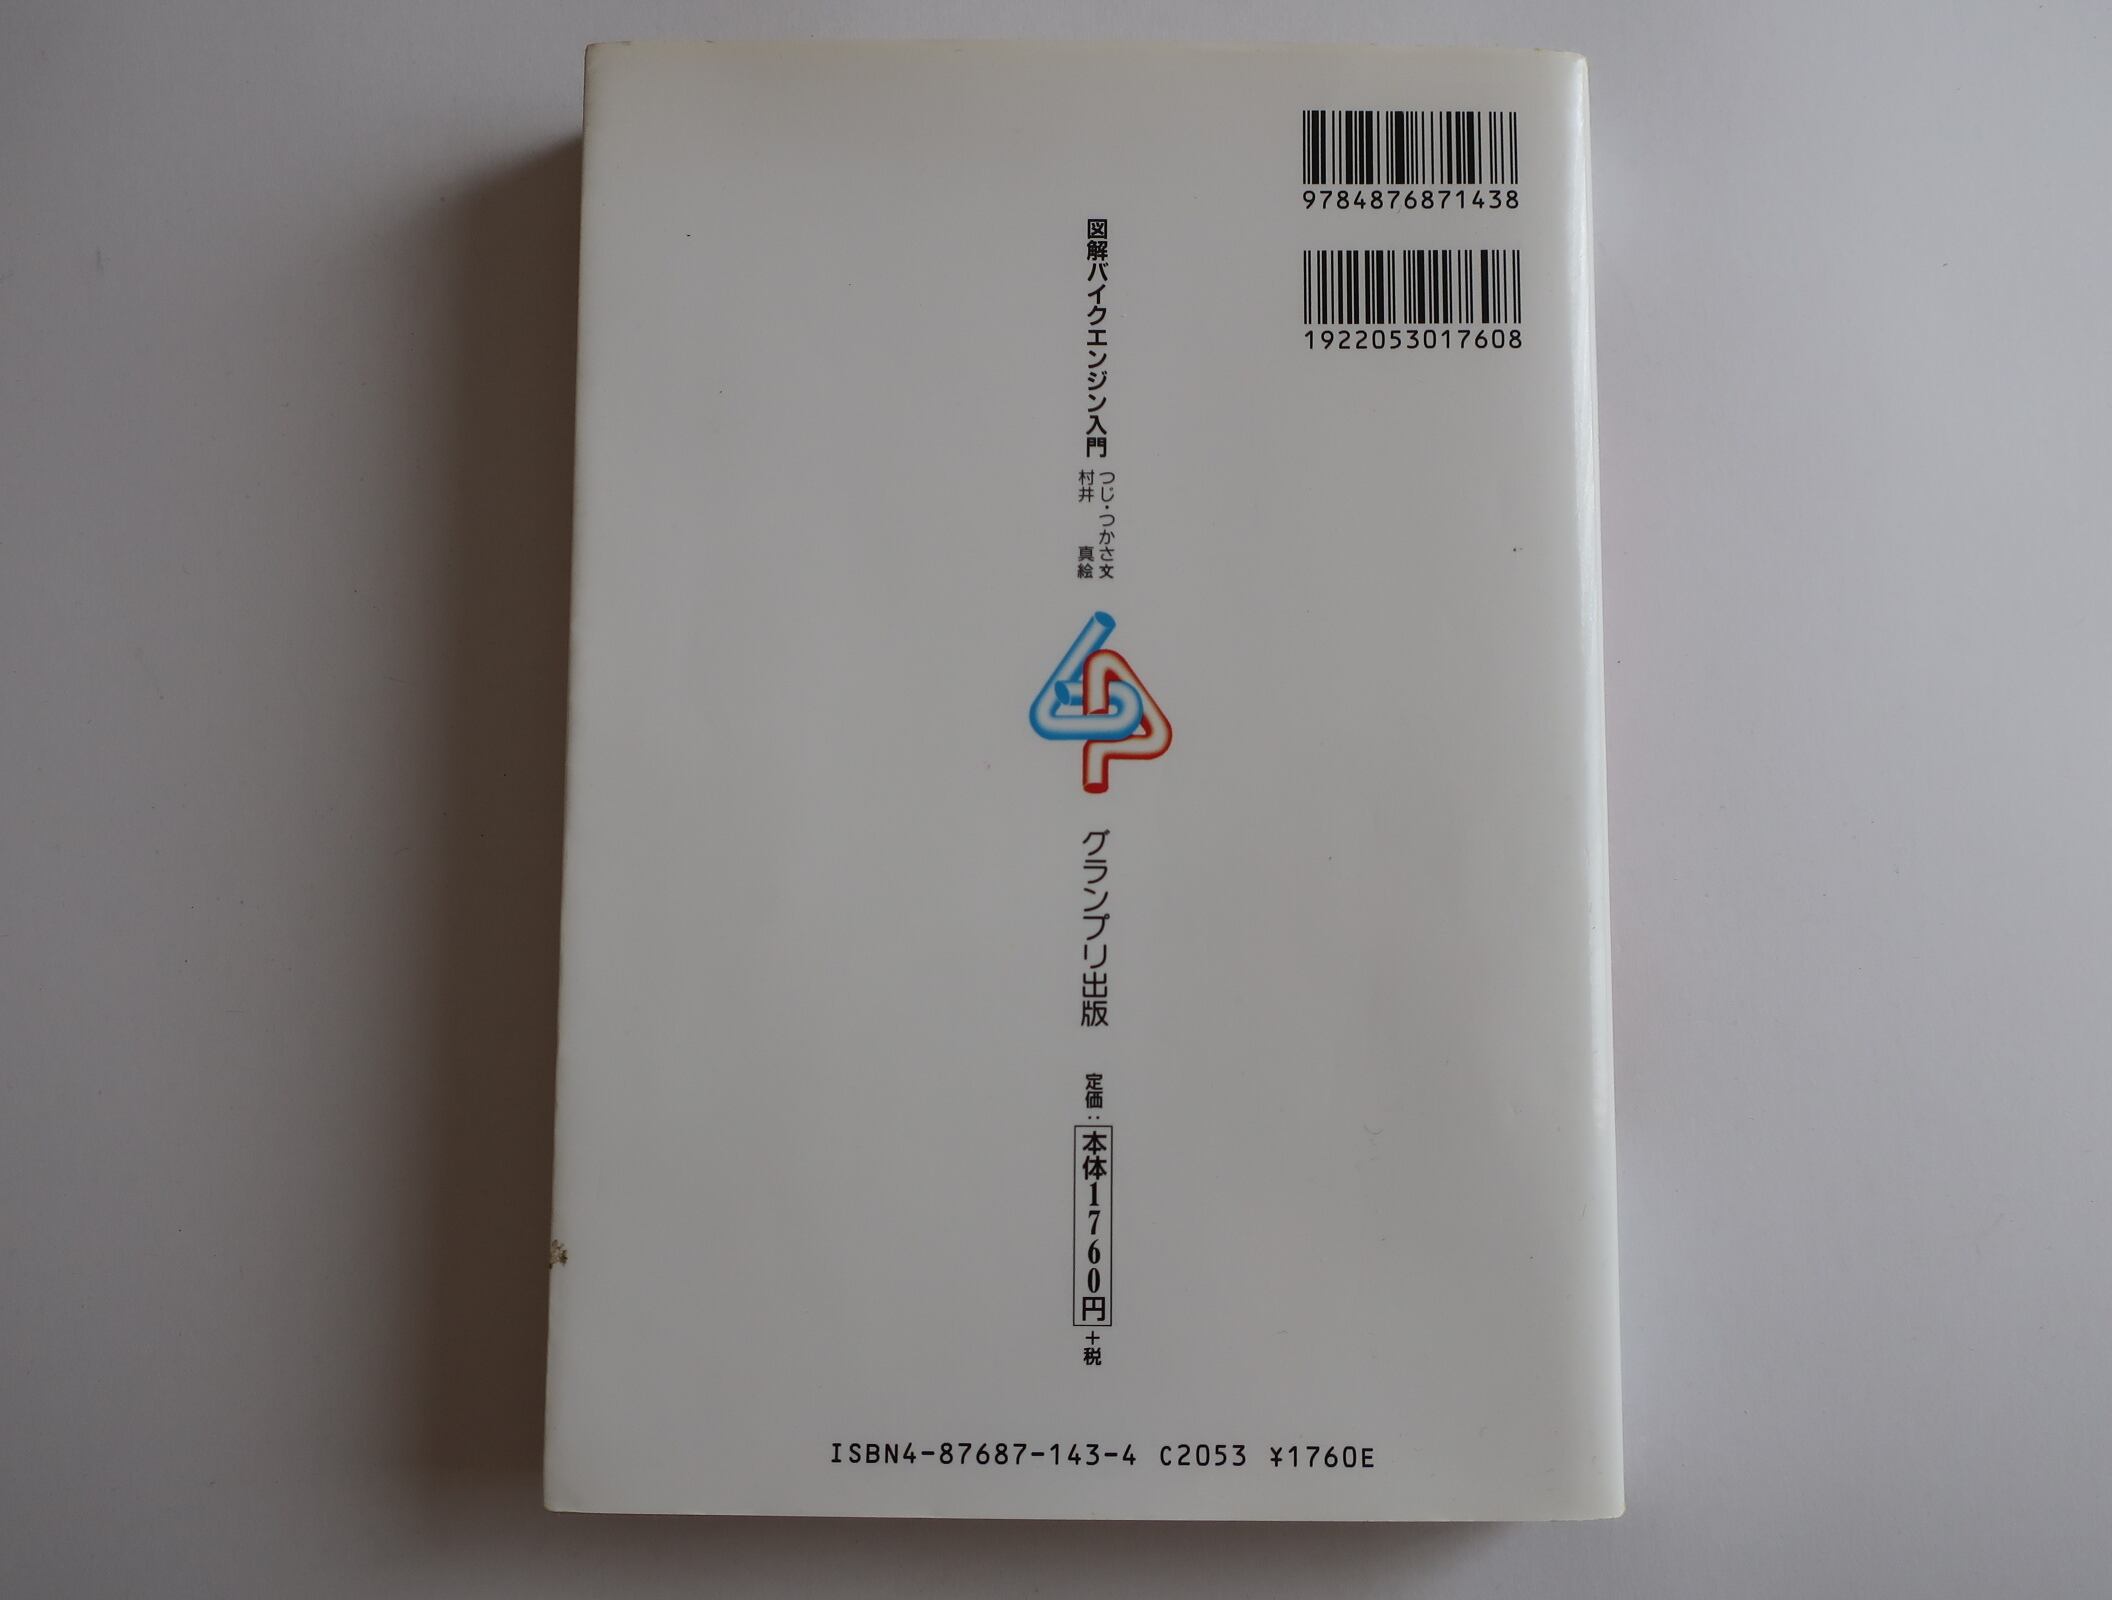 9784876871438
1922053017608
図解バイクエンジン入門
つじ・つかさ文
村井 真絵
グランプリ出版
定価:本体1760円+税
ISBN4-87687-143-4 C2053 ¥1760E